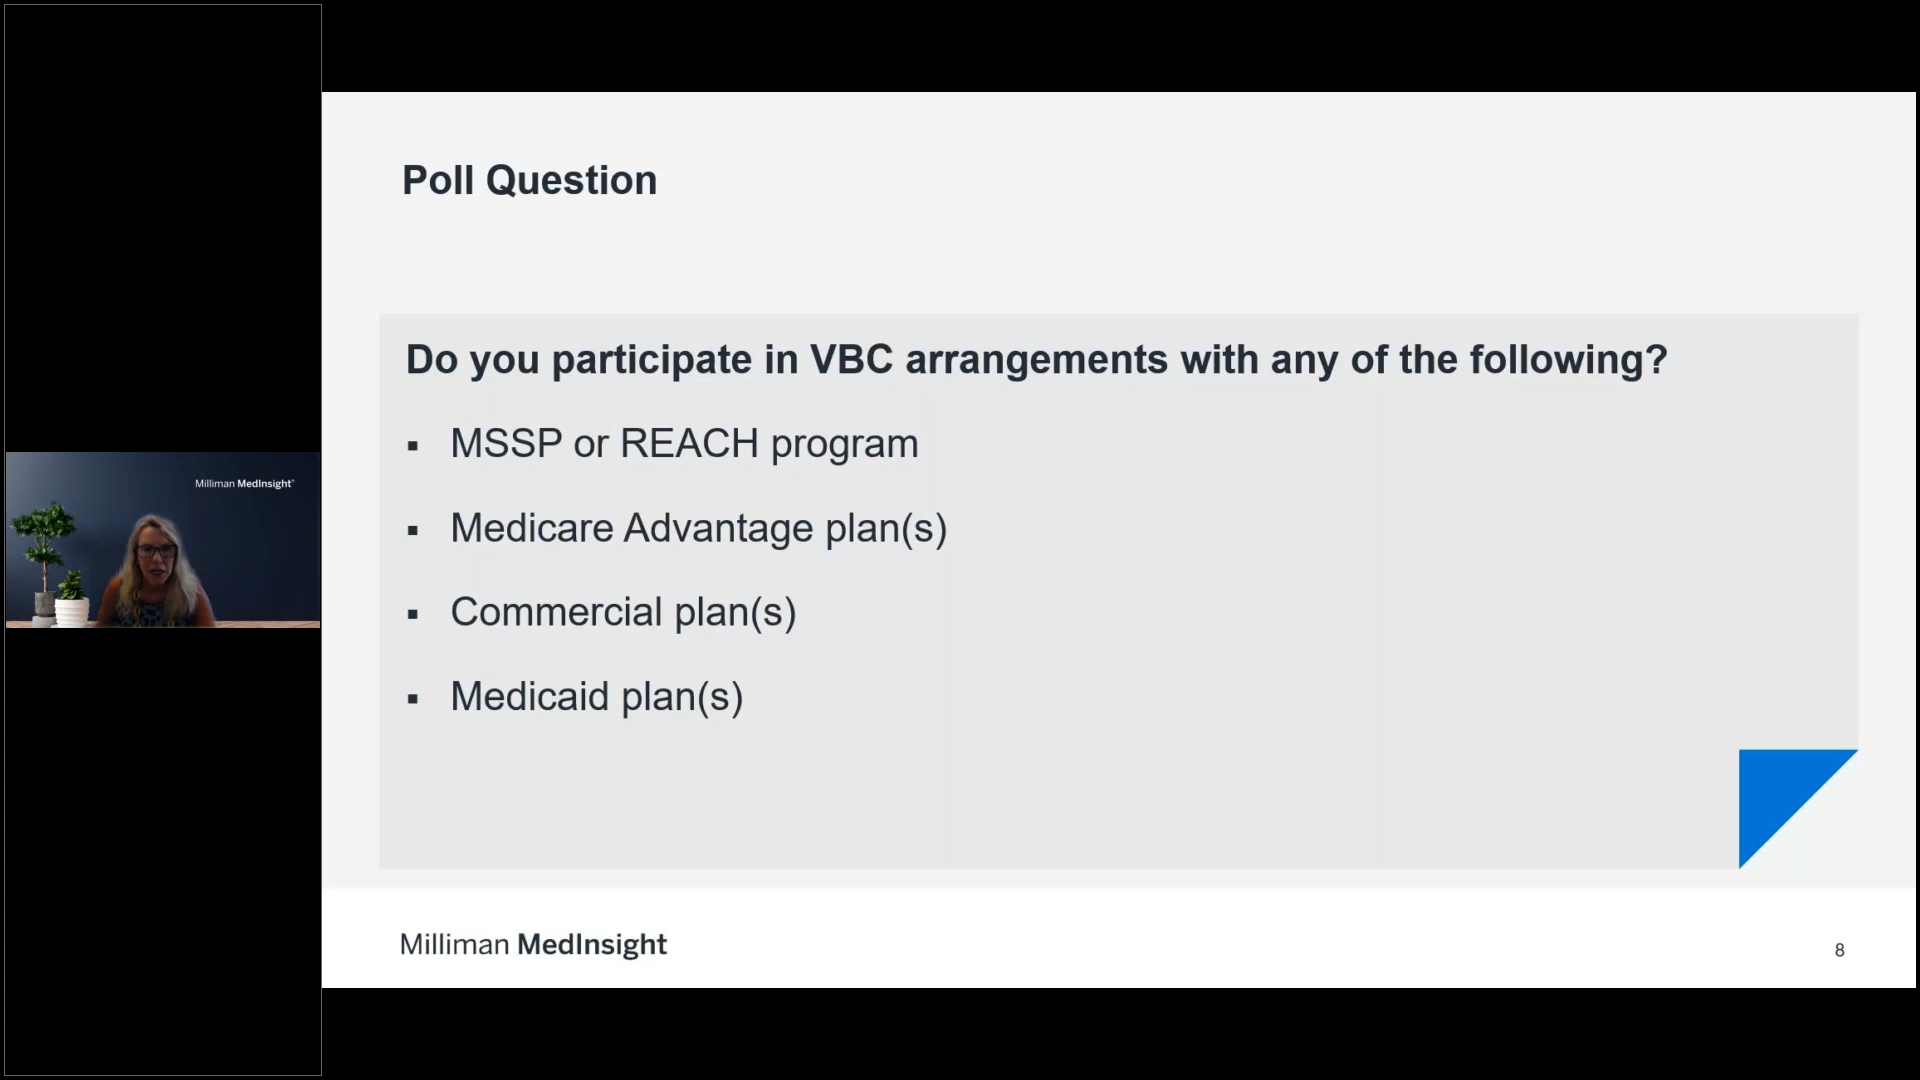 Milliman MedInsight®
Poll Question
Do you participate in VBC arrangements with any of the following?
▪ MSSP or REACH program
▪ Medicare Advantage plan(s)
▪ Commercial plan(s)
▪ Medicaid plan(s)
Milliman MedInsight
8